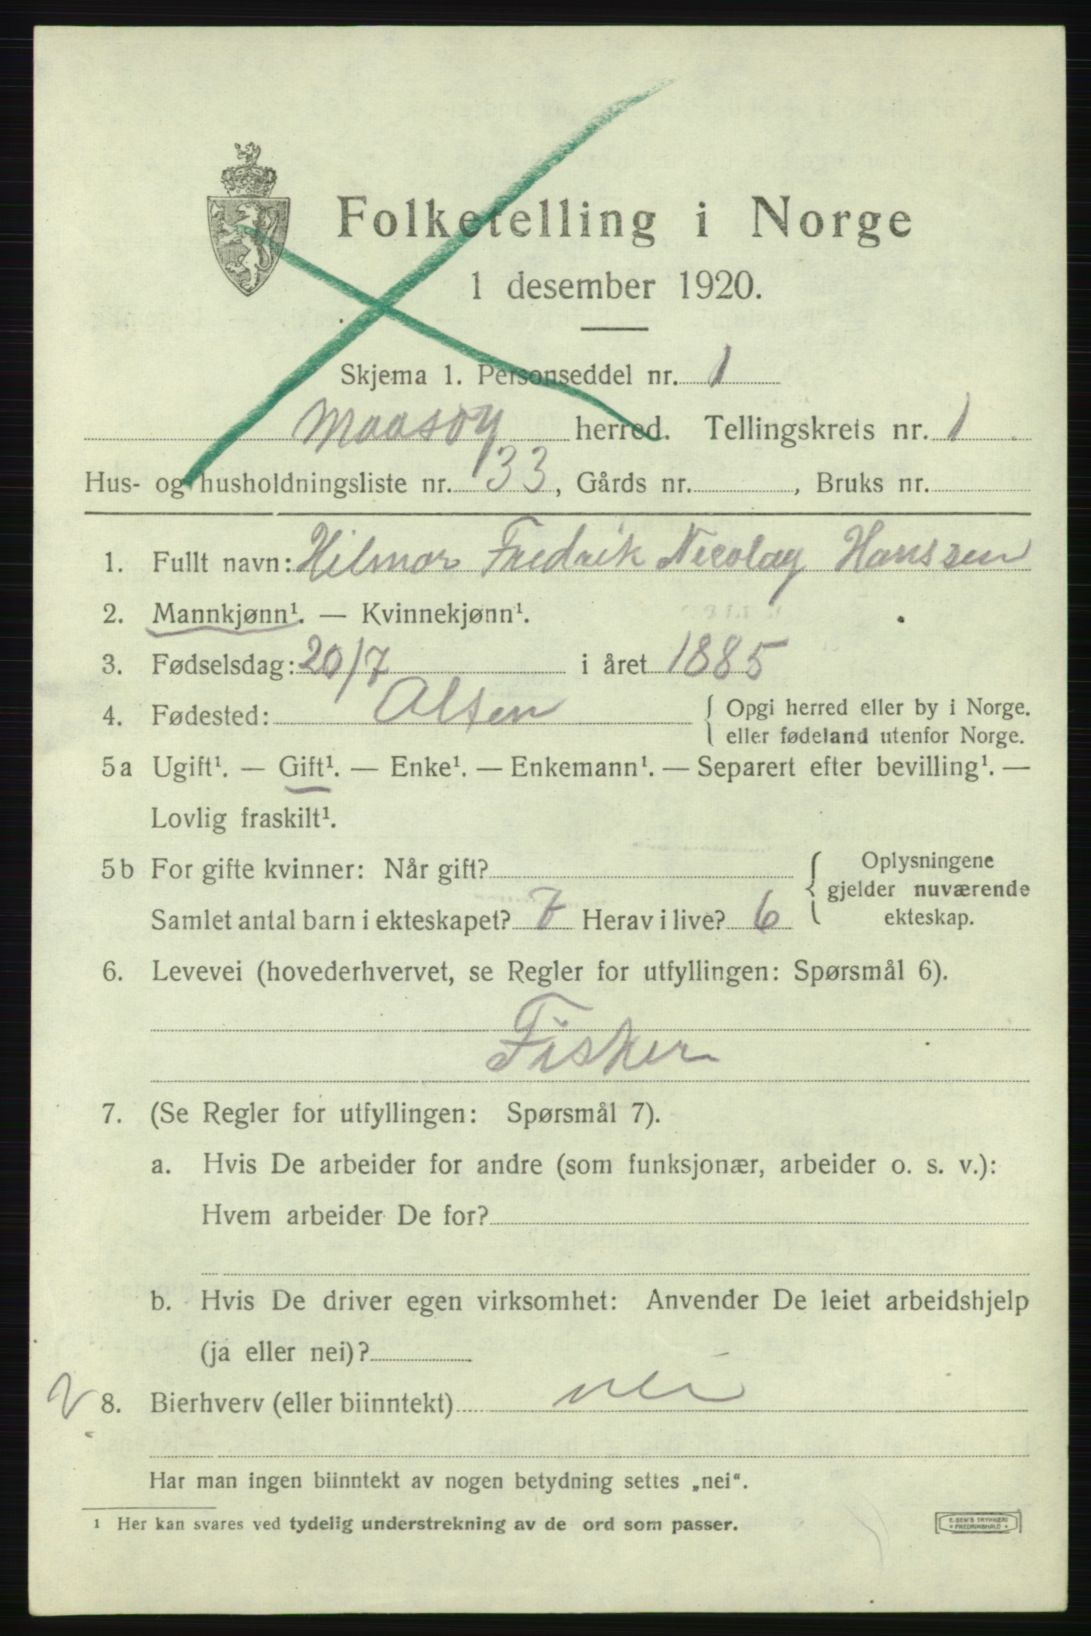 Folketelling i Norge
1 desember 1920.
Skjema 1. Personseddel nr. 1
Maasøy herred. Tellingskrets nr. 1
Hus- og husholdningsliste nr. 133, Gårds nr. , Bruks nr.
1. Fullt navn: Hilmar Fredrik Nicolay Hanssen
2. Mannkjønn¹. — Kvinnekjønn¹.
3. Fødselsdag: 20/7 i året 1885
4. Fødested: Alten { Opgi herred eller by i Norge.
eller fødeland utenfor Norge.
5a Ugift¹. — Gift¹. — Enke¹. — Enkemann¹. — Separert efter bevilling¹. —
Lovlig fraskilt¹.
5b For gifte kvinner: Når gift? { Oplysningene
gjelder nuværende
Samlet antal barn i ekteskapet? 7 Herav i live? 6 ekteskap.
6. Levevei (hovederhvervet, se Regler for utfyllingen: Spørsmål 6).
Fisker
7. (Se Regler for utfyllingen: Spørsmål 7).
a. Hvis De arbeider for andre (som funksjonær, arbeider o. s. v.):
Hvem arbeider De for?
b. Hvis De driver egen virksomhet: Anvender De leiet arbeidshjelp
(ja eller nei)?
8. Bierhverv (eller biinntekt) nei
Har man ingen biinntekt av nogen betydning settes „nei".
¹ Her kan svares ved tydelig understrekning av de ord som passer.